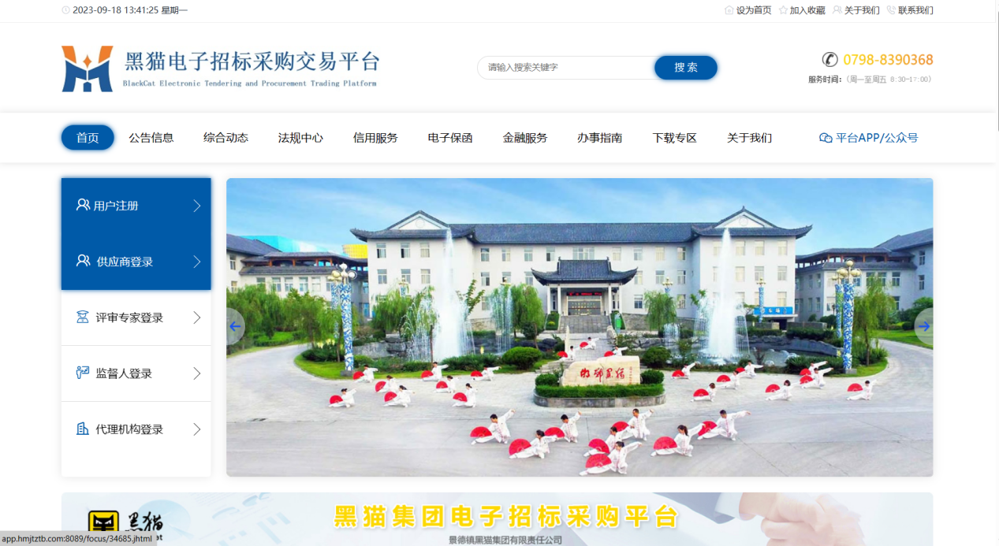 2023-09-18 13:41:25 星期一
设为首页 加入收藏 关于我们 联系我们
黑猫电子招标采购交易平台
BlackCat Electronic Tendering and Procurement Trading Platform
请输入搜索关键字
搜 索
0798-8390368
服务时间：（周一至周五 8:30-17:00）
首页 公告信息 综合动态 法规中心 信用服务 电子保函 金融服务 办事指南 下载专区 关于我们 平台APP/公众号
用户注册
供应商登录
评审专家登录
监督人登录
代理机构登录
邯郸黑猫
黑猫集团电子招标采购平台
黑猫
景德镇黑猫集团有限责任公司
app.hmjtztb.com:8089/focus/34685.jhtml